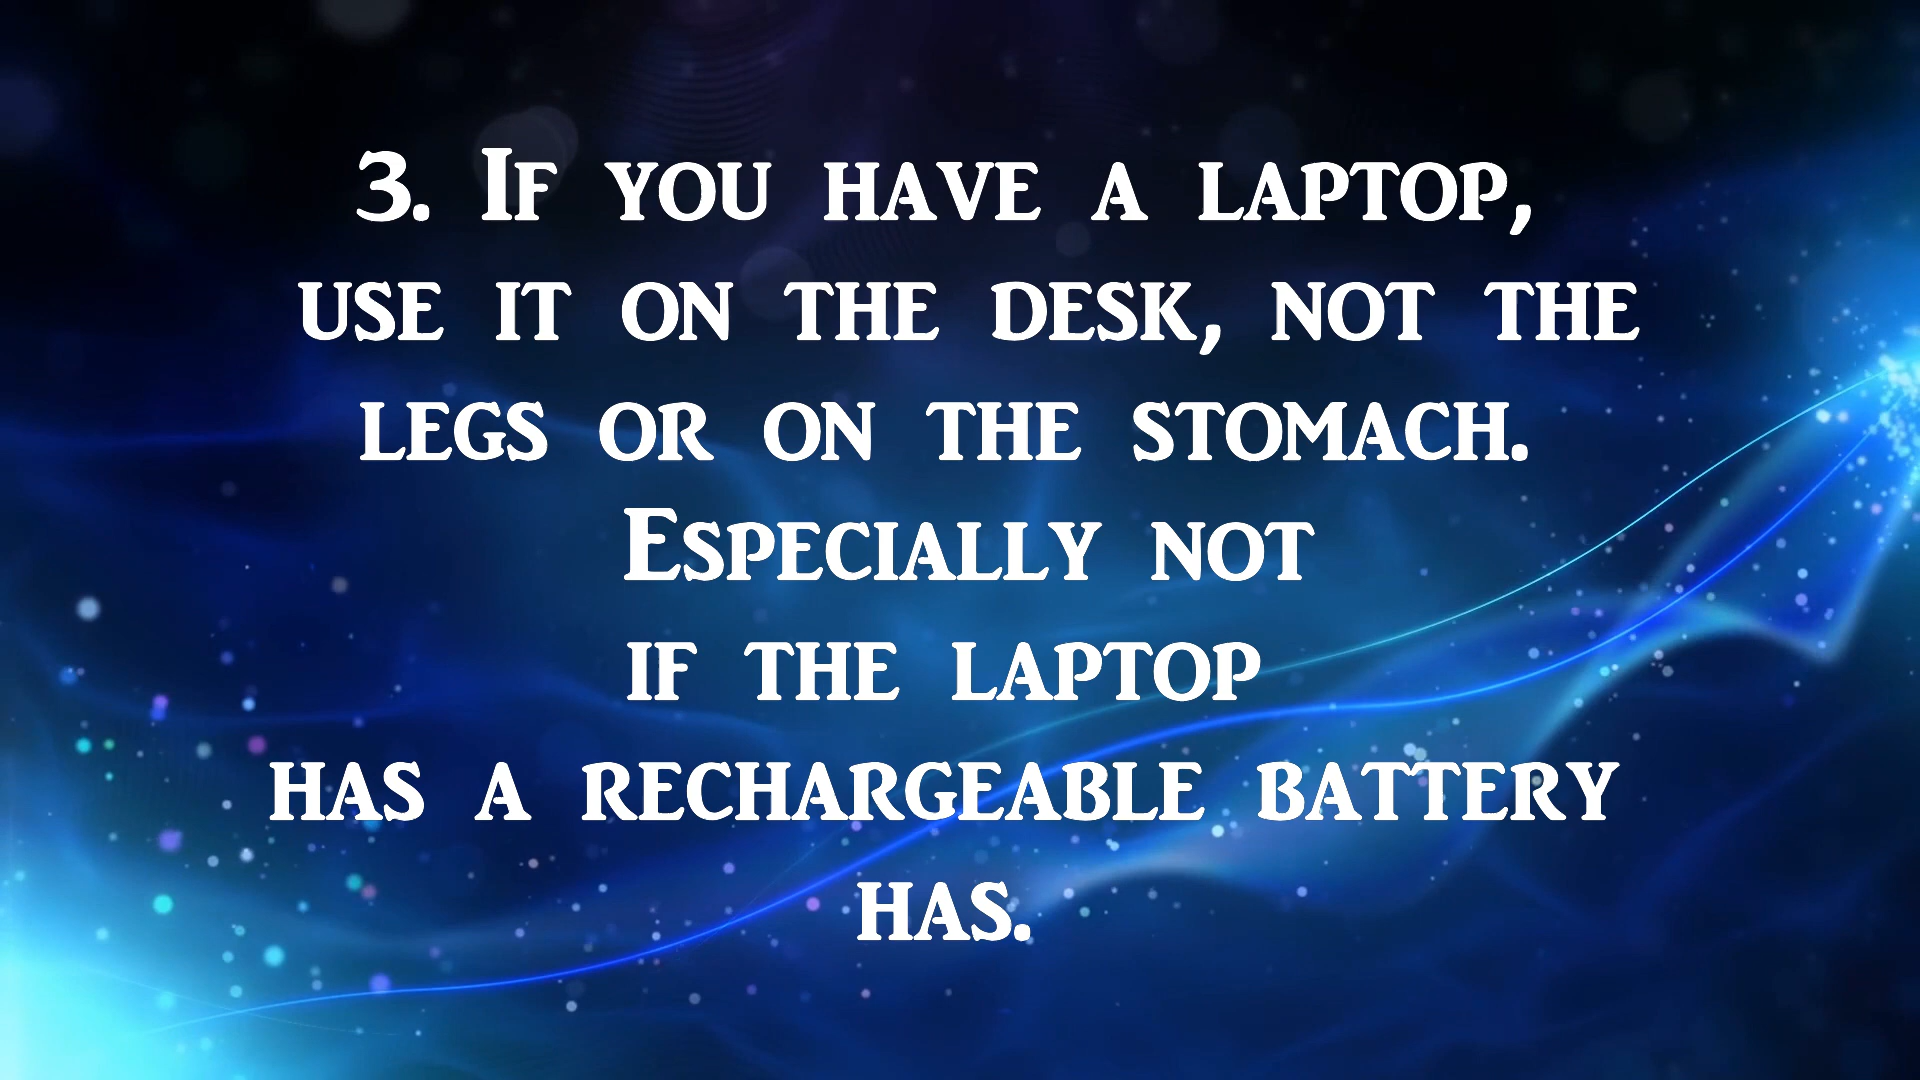 3. If you have a laptop,
use it on the desk, not the
legs or on the stomach.
Especially not
if the laptop
has a rechargeable battery
has.